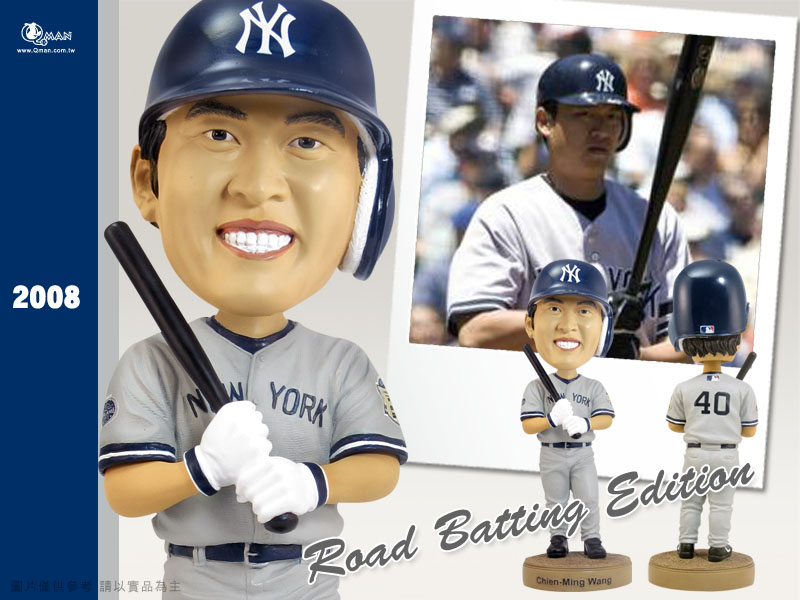 QMAN
www.Qman.com.tw
2008
NY
NEW YORK
NY
YORK
NY
40
Road Batting Edition
Chien-Ming Wang
圖片僅供參考 請以實品為主